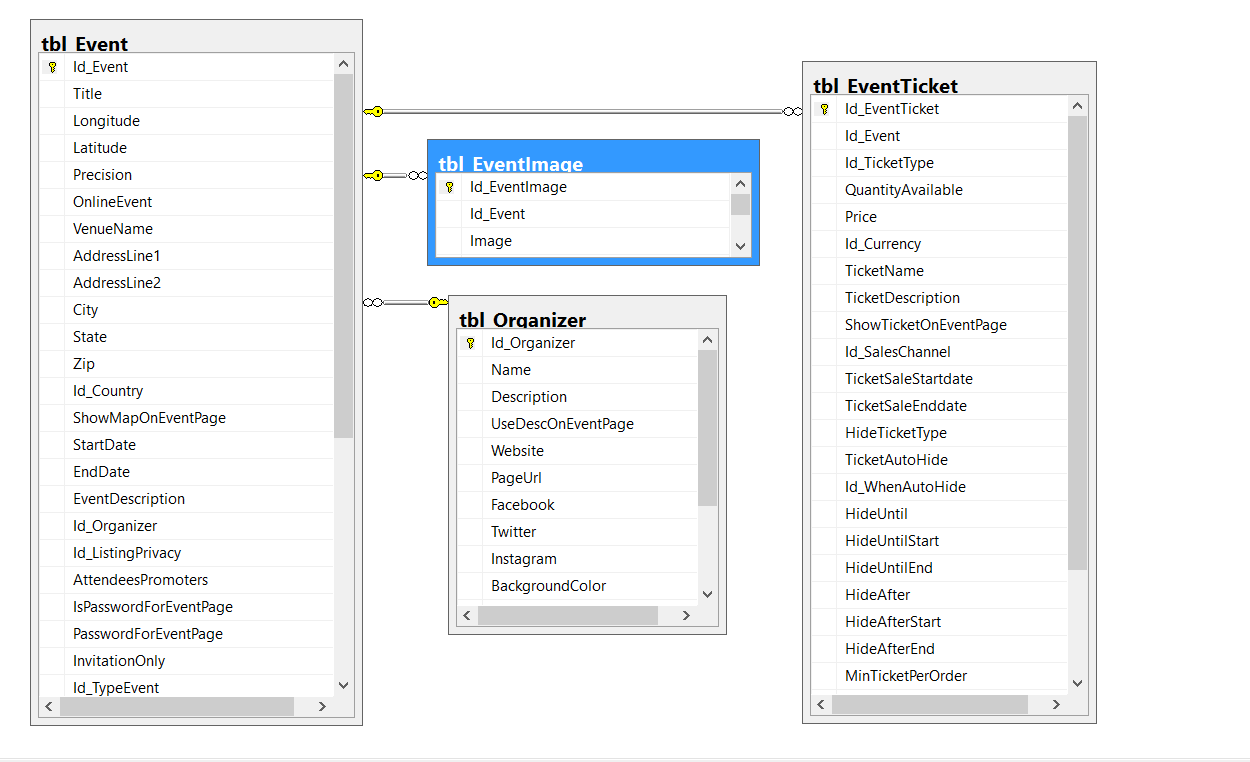 tbl_Event
Id_Event
Title
Longitude
Latitude
Precision
OnlineEvent
VenueName
AddressLine1
AddressLine2
City
State
Zip
Id_Country
ShowMapOnEventPage
StartDate
EndDate
EventDescription
Id_Organizer
Id_ListingPrivacy
AttendeesPromoters
IsPasswordForEventPage
PasswordForEventPage
InvitationOnly
Id_TypeEvent
tbl_EventImage
Id_EventImage
Id_Event
Image
tbl_Organizer
Id_Organizer
Name
Description
UseDescOnEventPage
Website
PageUrl
Facebook
Twitter
Instagram
BackgroundColor
tbl_EventTicket
Id_EventTicket
Id_Event
Id_TicketType
QuantityAvailable
Price
Id_Currency
TicketName
TicketDescription
ShowTicketOnEventPage
Id_SalesChannel
TicketSaleStartdate
TicketSaleEnddate
HideTicketType
TicketAutoHide
Id_WhenAutoHide
HideUntil
HideUntilStart
HideUntilEnd
HideAfter
HideAfterStart
HideAfterEnd
MinTicketPerOrder